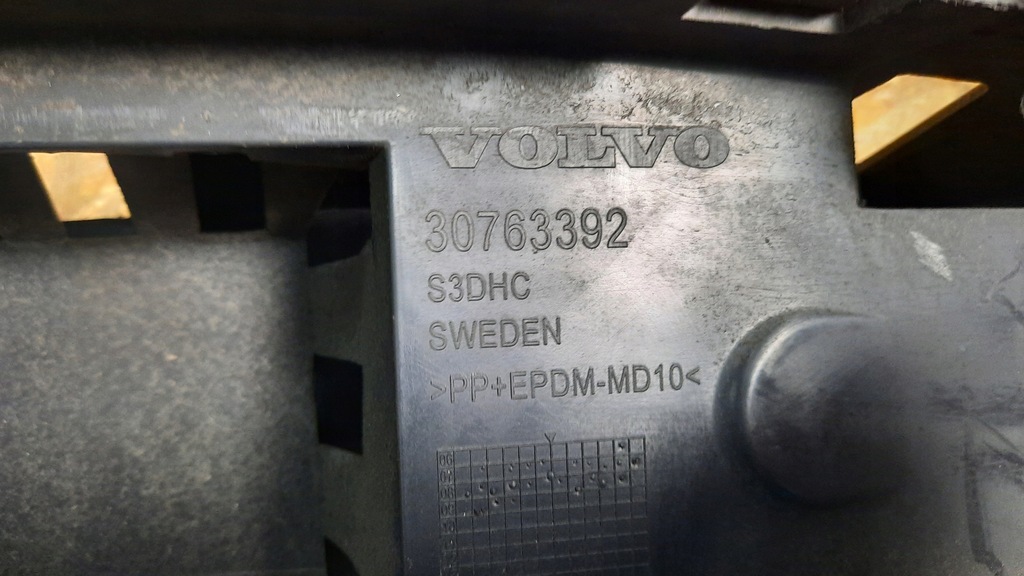 VOLVO
30763392
S3DHC
SWEDEN
>PP+EPDM-MD10<